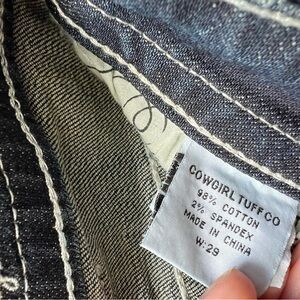 COWGIRL TUFF CO
98% COTTON
2% SPANDEX
MADE IN CHINA
W:29